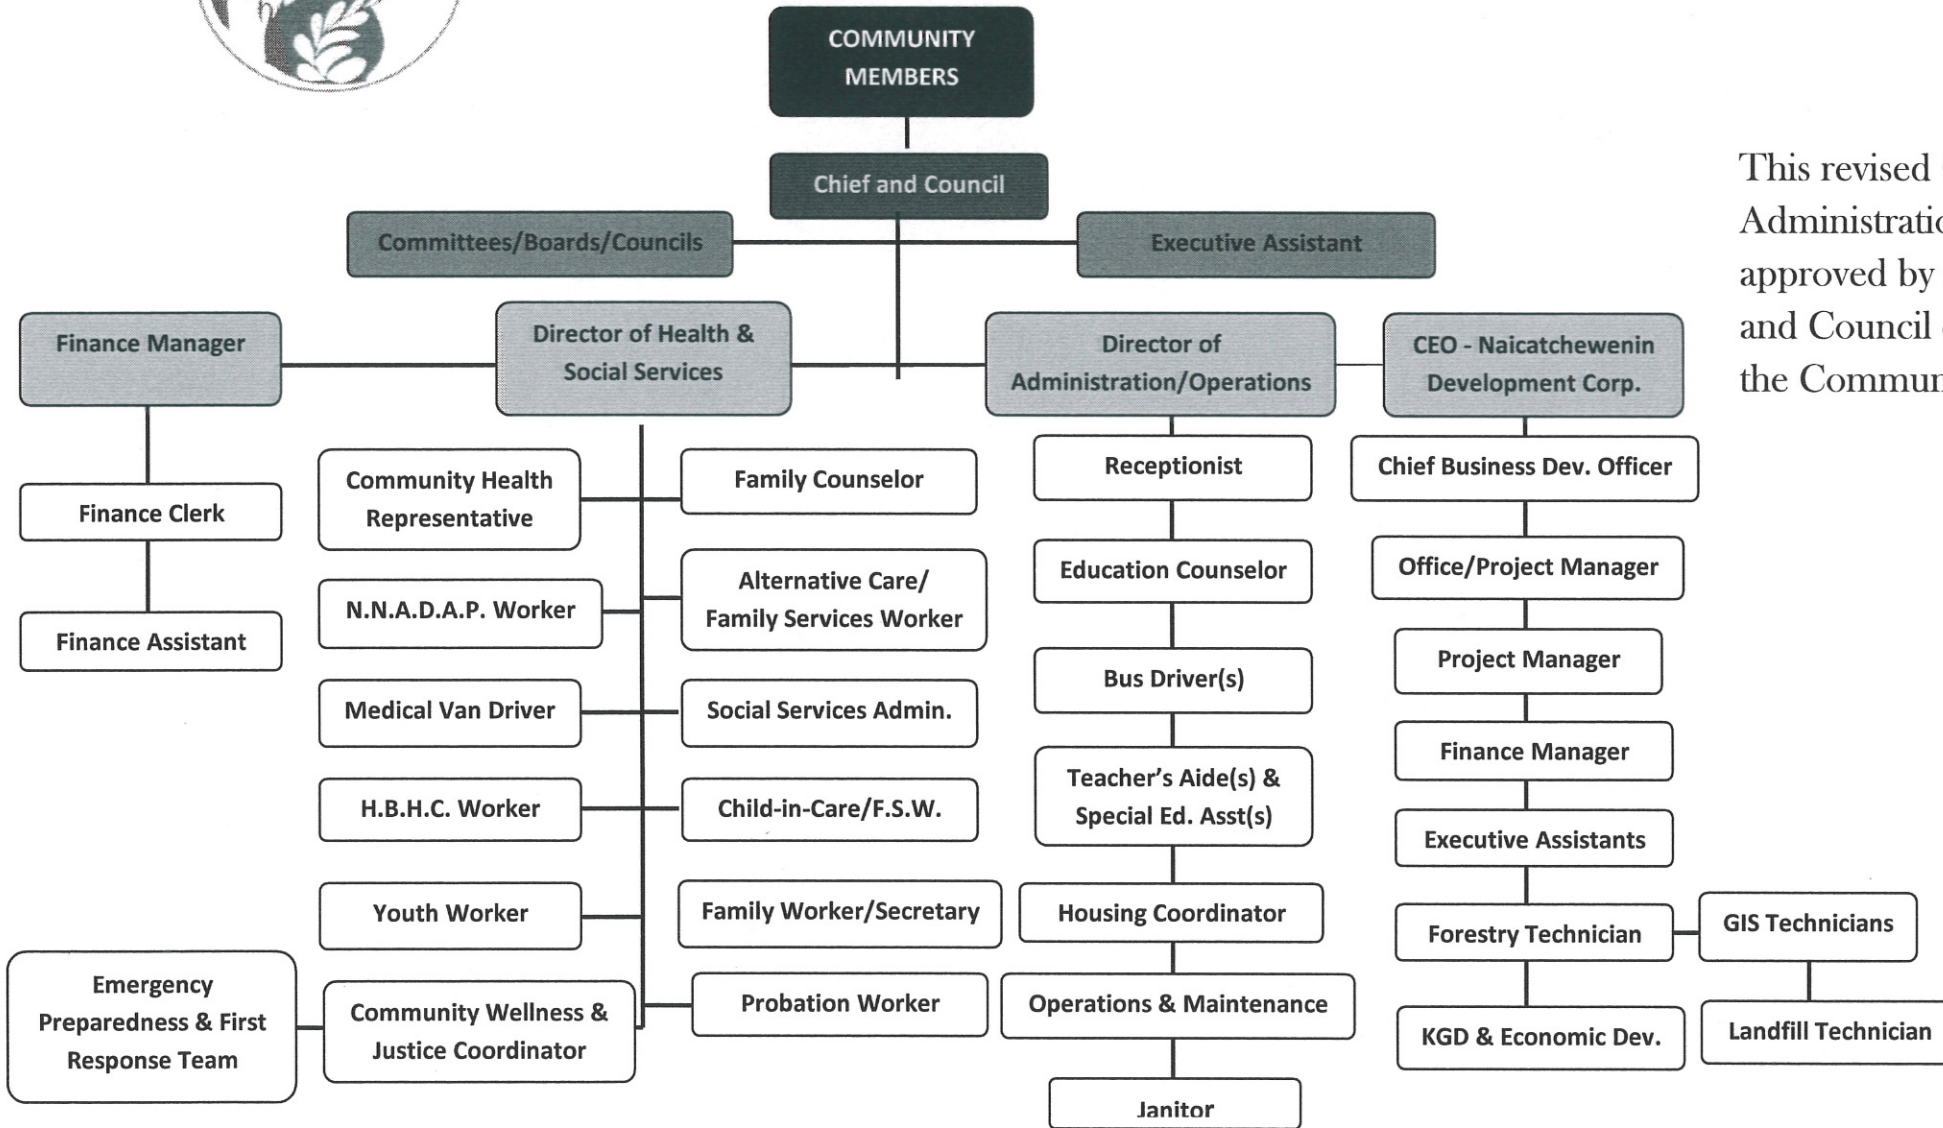 COMMUNITY
MEMBERS
Chief and Council
Committees/Boards/Councils
Executive Assistant
This revised
approved by
and Council
the
Finance Manager
Director of Health &
Social Services
Director of
Administration/Operations
CEO - Naicatchewenin
Development Corp.
Finance Clerk
Finance Assistant
Community Health
Representative
Family Counselor
N.N.A.D.A.P. Worker
Alternative Care/
Family Services Worker
Medical Van Driver
Social Services Admin.
H.B.H.C. Worker
Child-in-Care/F.S.W.
Youth Worker
Family Worker/Secretary
Emergency
Preparedness & First
Response Team
Community Wellness &
Justice Coordinator
Probation Worker
Receptionist
Education Counselor
Bus Driver(s)
Teacher’s Aide(s) &
Special Ed. Asst(s)
Housing Coordinator
Operations & Maintenance
Janitor
Chief Business Dev. Officer
Office/Project Manager
Project Manager
Finance Manager
Executive Assistants
Forestry Technician
GIS Technicians
KGD & Economic Dev.
Landfill Technician